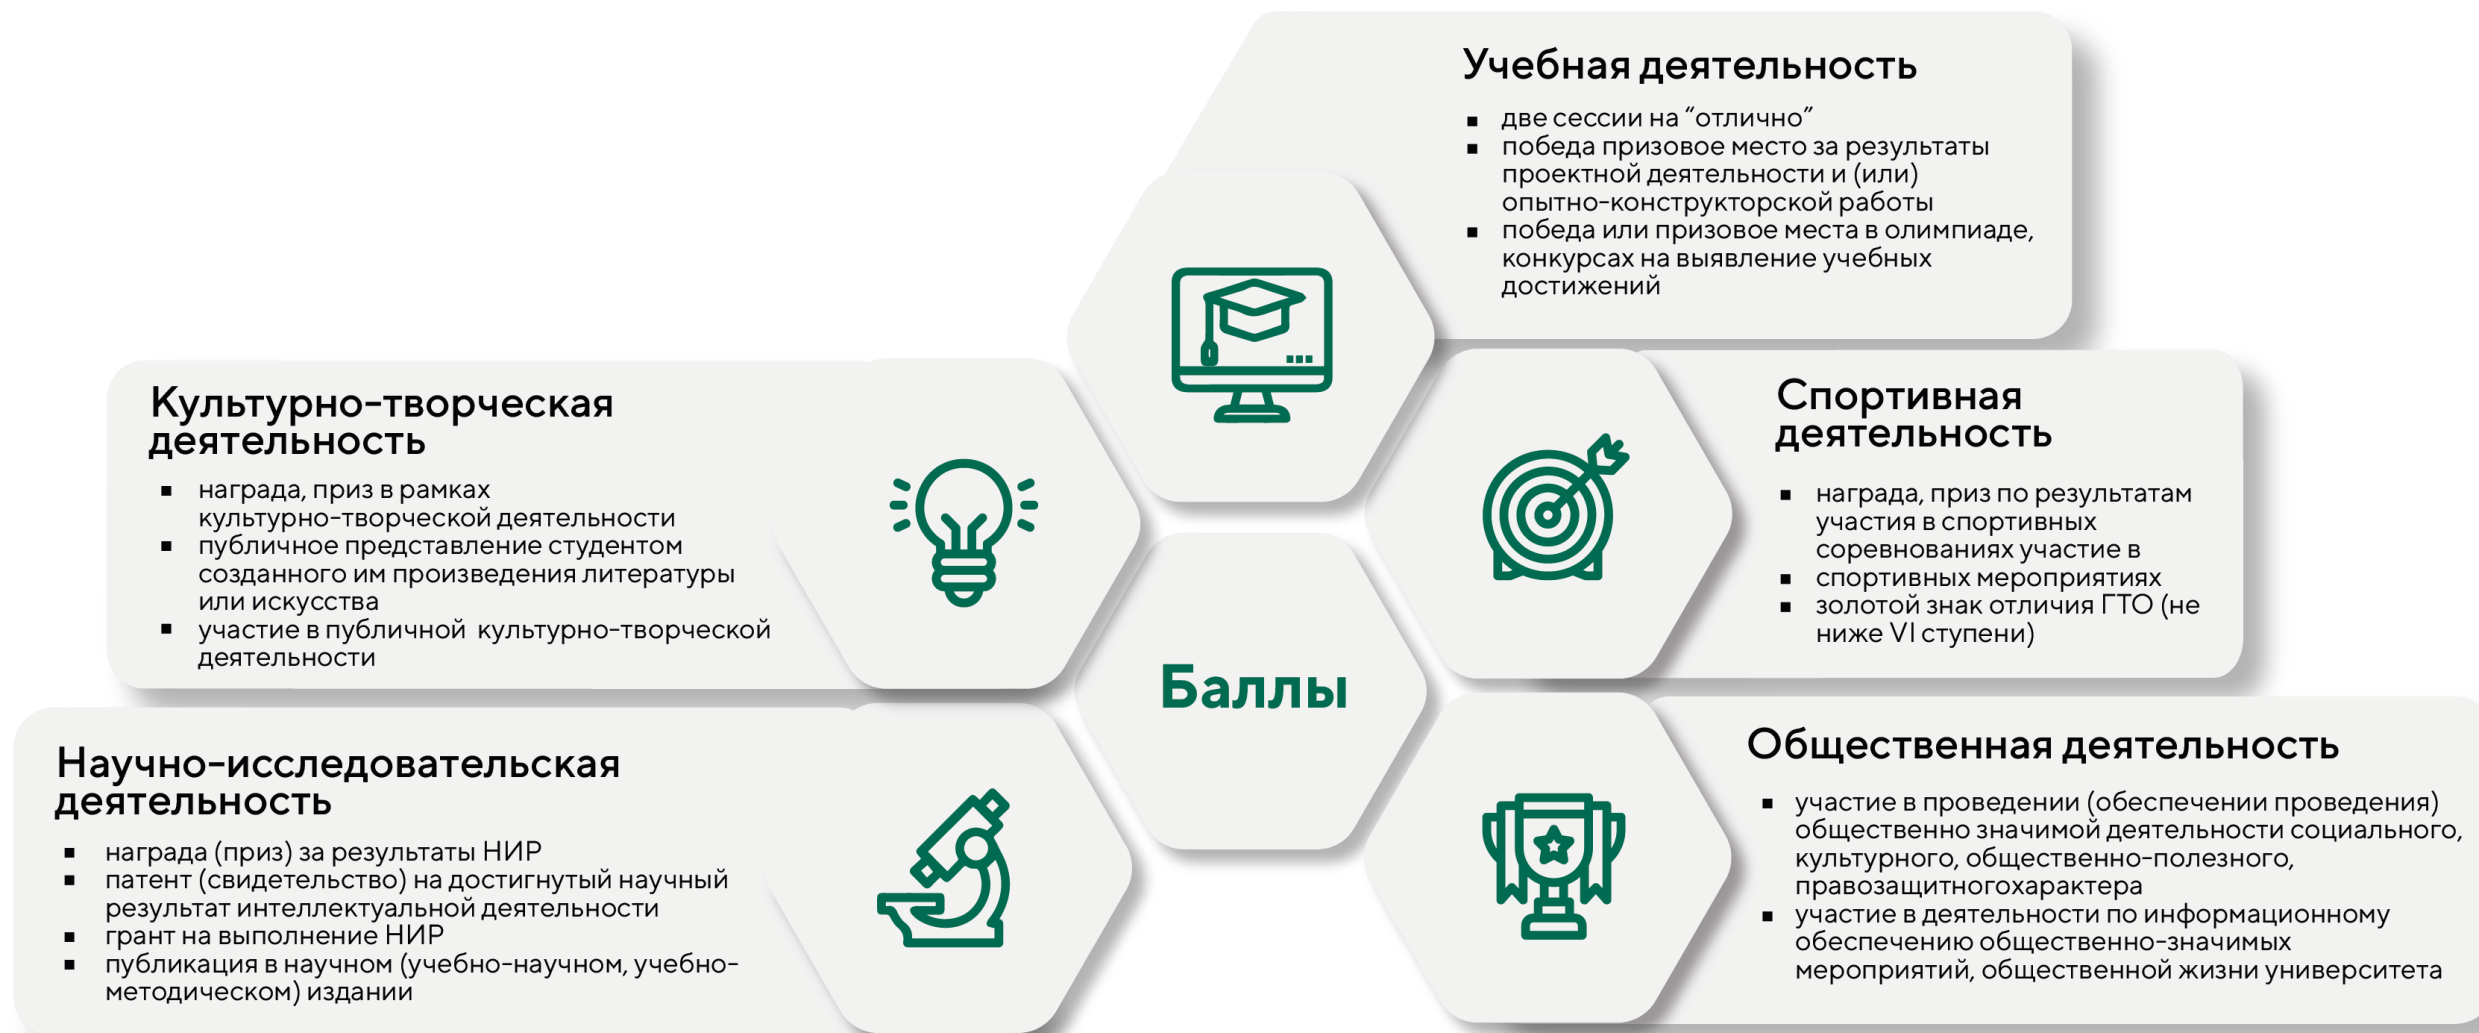 Учебная деятельность
▪ две сессии на “отлично”
▪ победа призовое место за результаты
проектной деятельности и (или)
опытно-конструкторской работы
▪ победа или призовое места в олимпиаде,
конкурсах на выявление учебных
достижений
Культурно-творческая
деятельность
▪ награда, приз в рамках
культурно-творческой деятельности
▪ публичное представление студентом
созданного им произведения литературы
или искусства
▪ участие в публичной культурно-творческой
деятельности
Спортивная
деятельность
▪ награда, приз по результатам
участия в спортивных
соревнованиях участие в
▪ спортивных мероприятиях
▪ золотой знак отличия ГТО (не
ниже VI ступени)
Баллы
Научно-исследовательская
деятельность
▪ награда (приз) за результаты НИР
▪ патент (свидетельство) на достигнутый научный
результат интеллектуальной деятельности
▪ грант на выполнение НИР
▪ публикация в научном (учебно-научном, учебно-
методическом) издании
Общественная деятельность
▪ участие в проведении (обеспечении проведения)
общественно значимой деятельности социального,
культурного, общественно-полезного,
правозащитногохарактера
▪ участие в деятельности по информационному
обеспечению общественно-значимых
мероприятий, общественной жизни университета